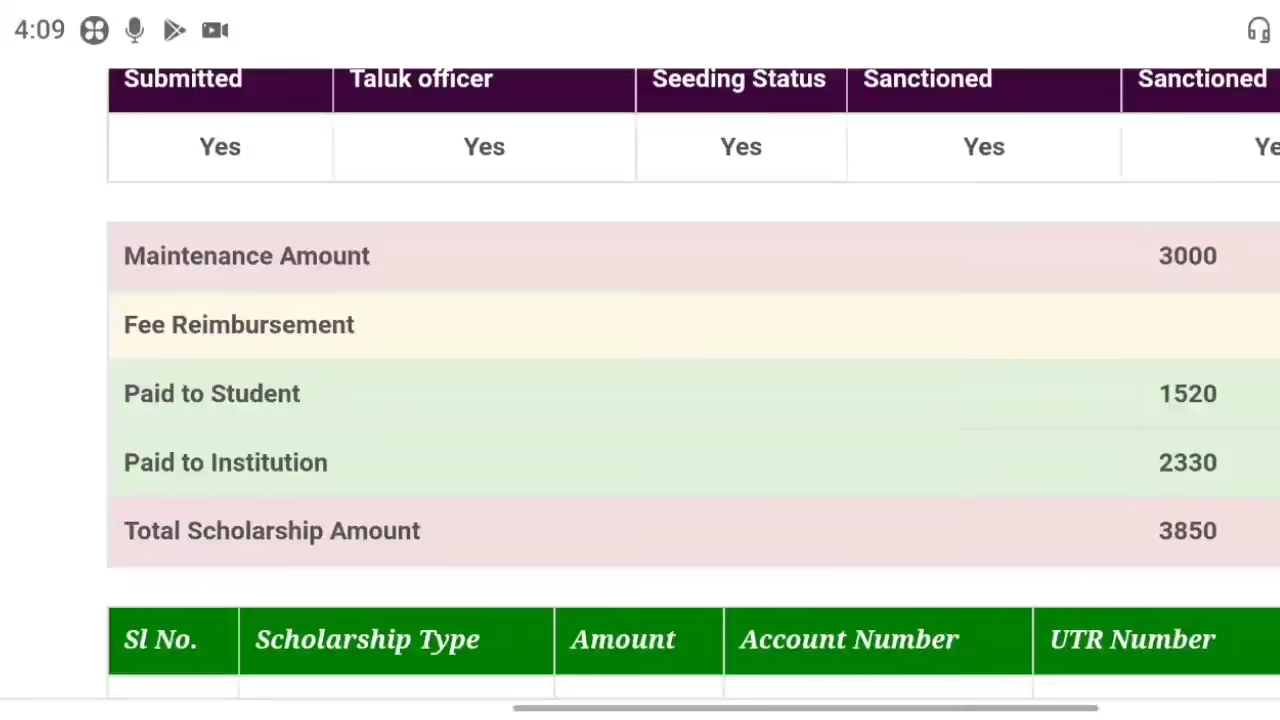 4:09
Submitted Taluk officer Seeding Status Sanctioned Sanctioned
Yes Yes Yes Yes Ye
Maintenance Amount 3000
Fee Reimbursement
Paid to Student 1520
Paid to Institution 2330
Total Scholarship Amount 3850
Sl No. Scholarship Type Amount Account Number UTR Number